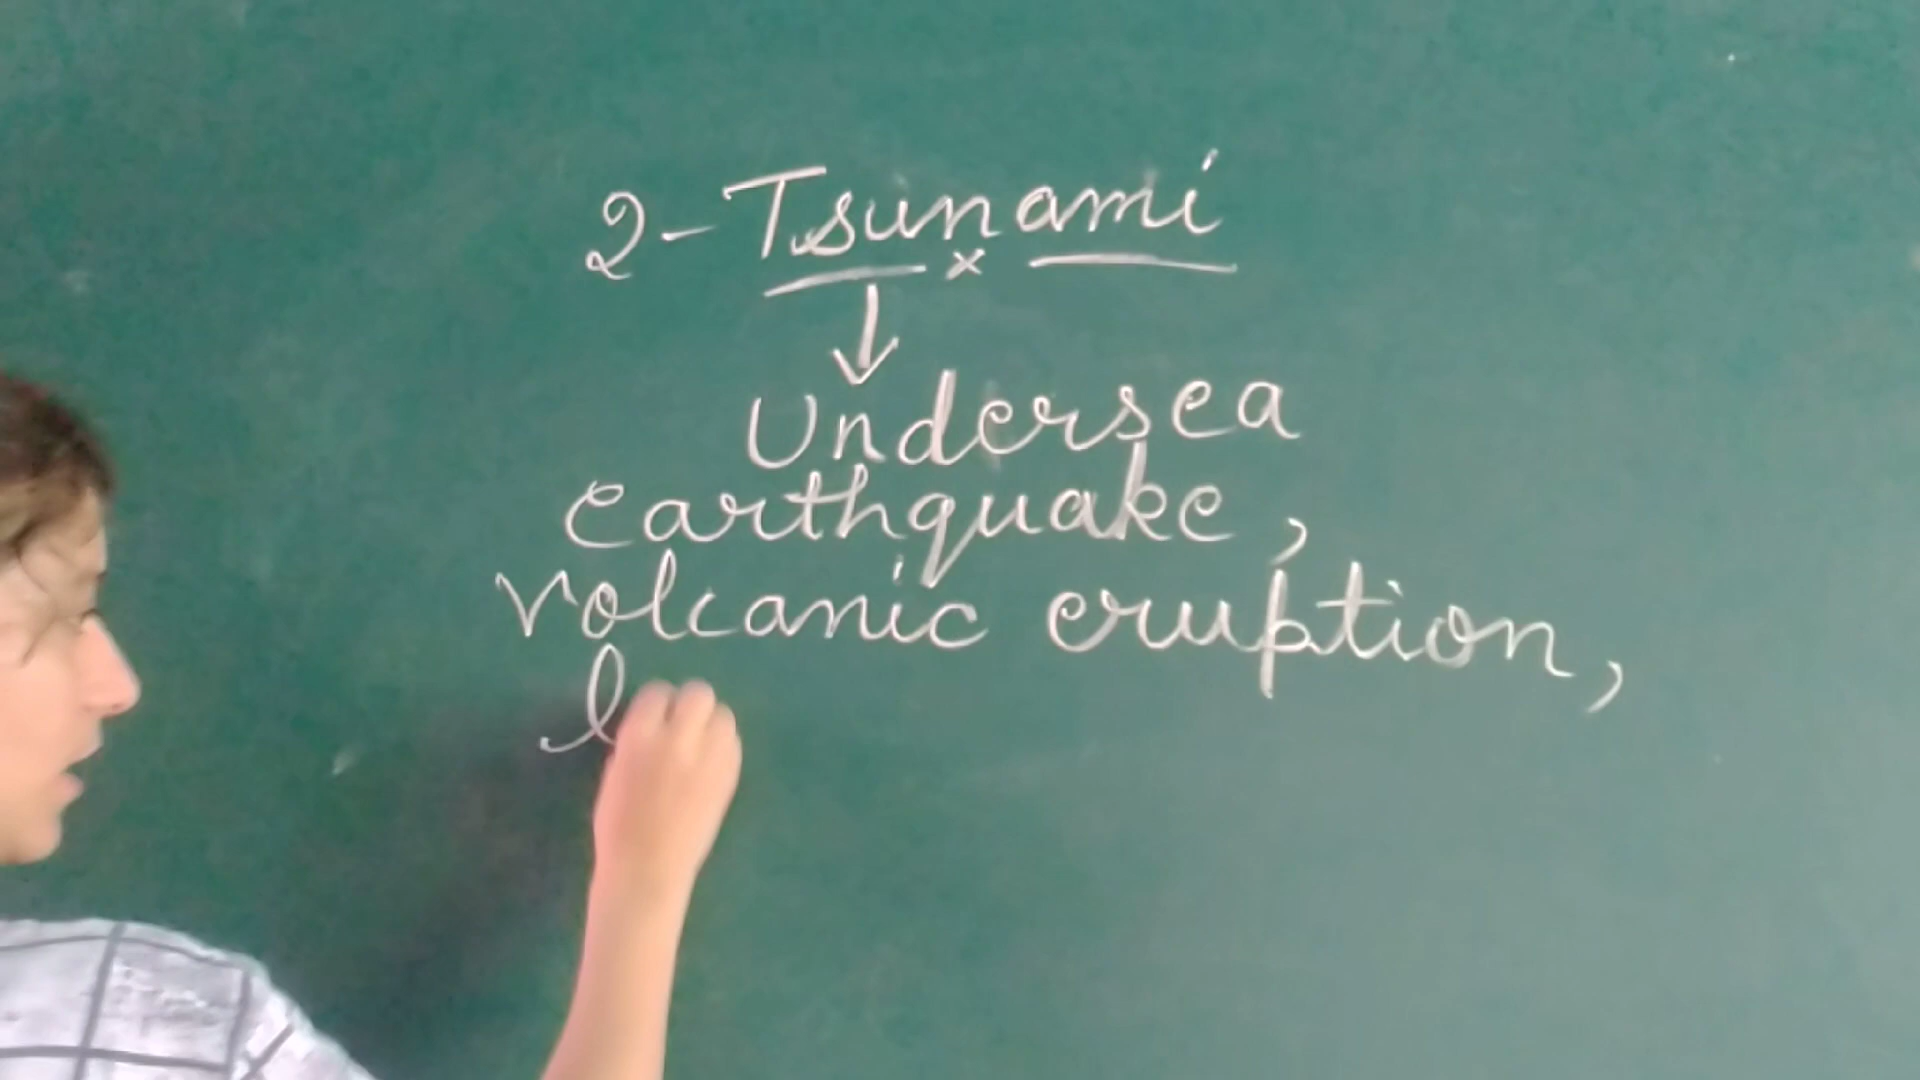 2-Tsunami
x
Undersea
earthquake,
volcanic eruption,
l